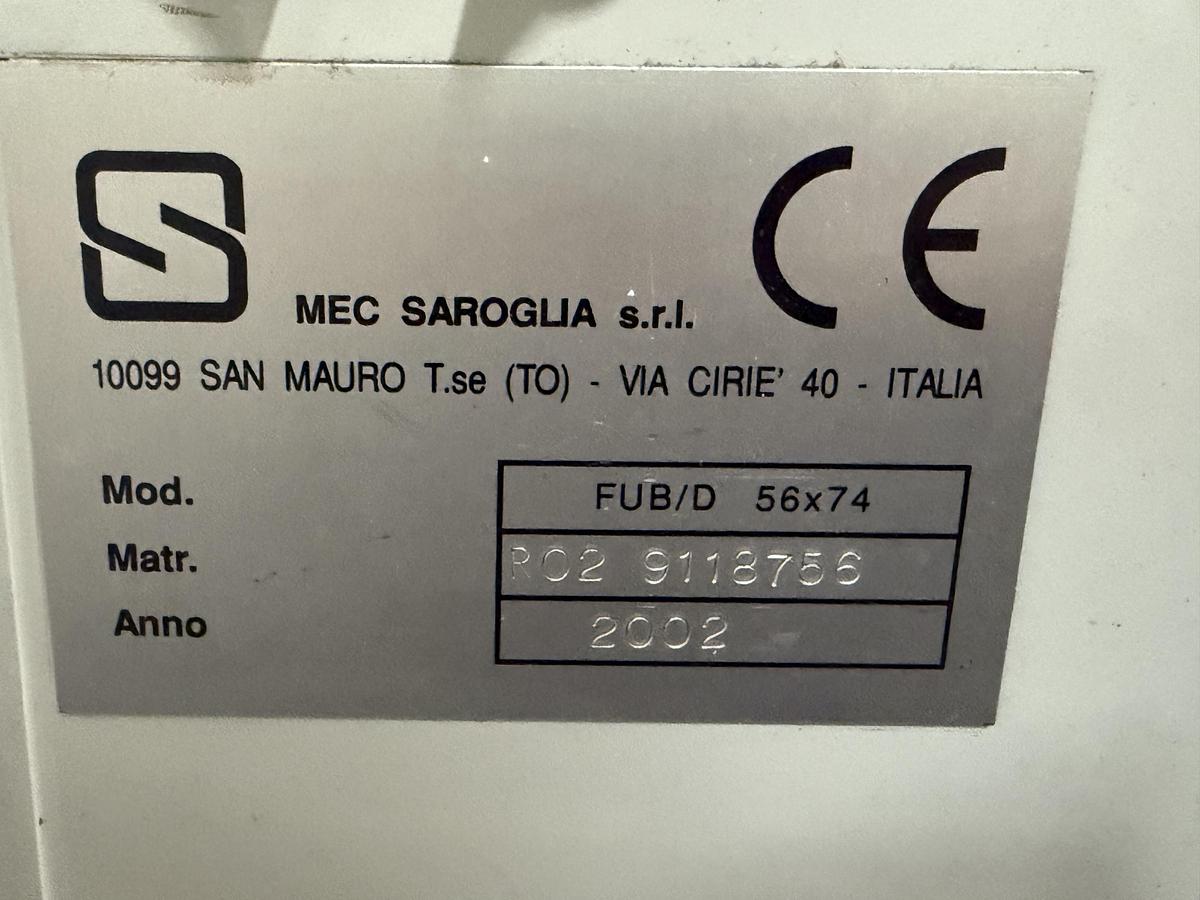 CE
MEC SAROGLIA s.r.l.
10099 SAN MAURO T.se (TO) - VIA CIRIE' 40 - ITALIA
Mod. FUB/D 56x74
Matr. R02 9118756
Anno 2002